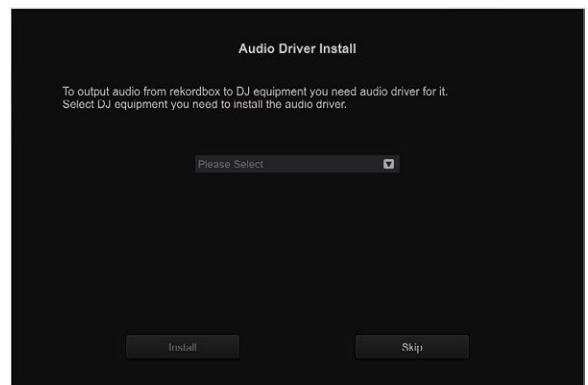 Audio Driver Install
To output audio from rekordbox to DJ equipment you need audio driver for it.
Select DJ equipment you need to install the audio driver.
Please Select
Install
Skip